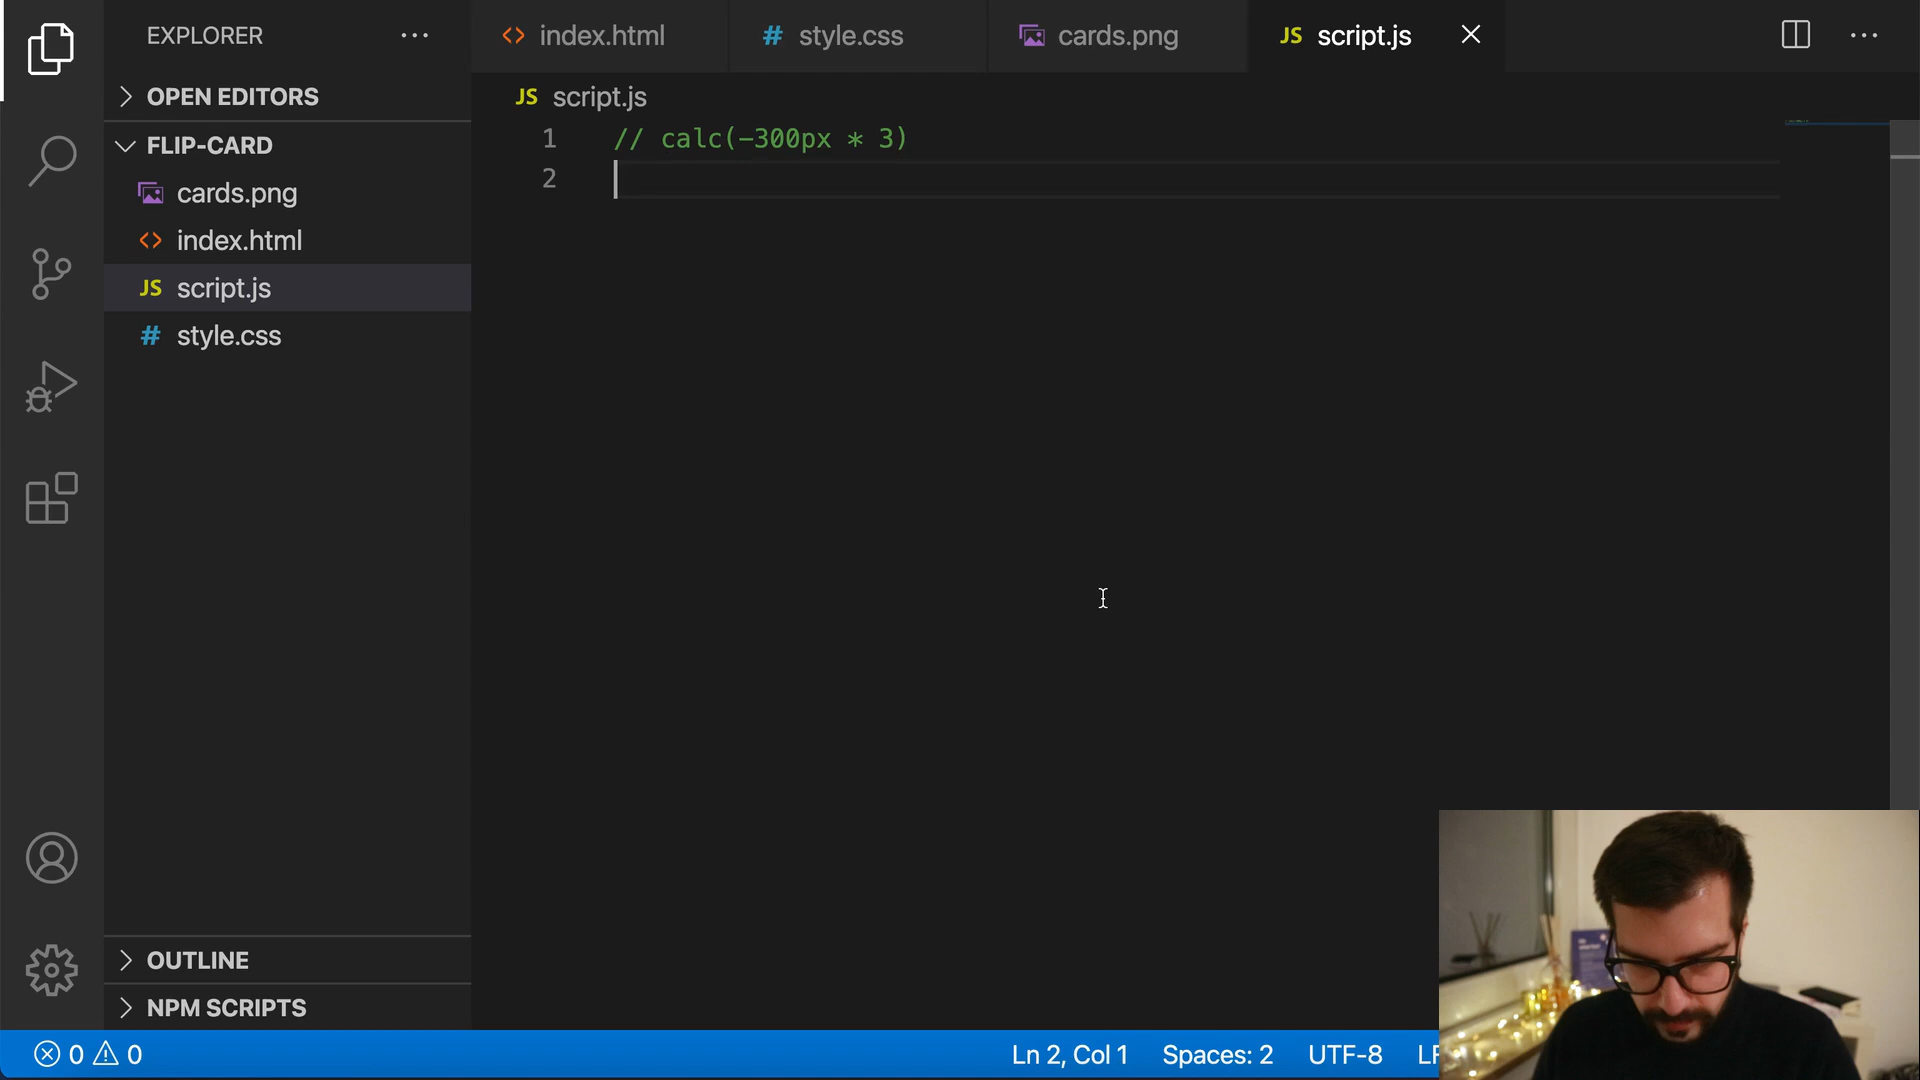 EXPLORER
index.html
style.css
cards.png
JS script.js
OPEN EDITORS
JS script.js
FLIP-CARD
cards.png
index.html
JS script.js
# style.css
1 // calc(-300px * 3)
2
OUTLINE
NPM SCRIPTS
0 0
Ln 2, Col 1
Spaces: 2
UTF-8
LF